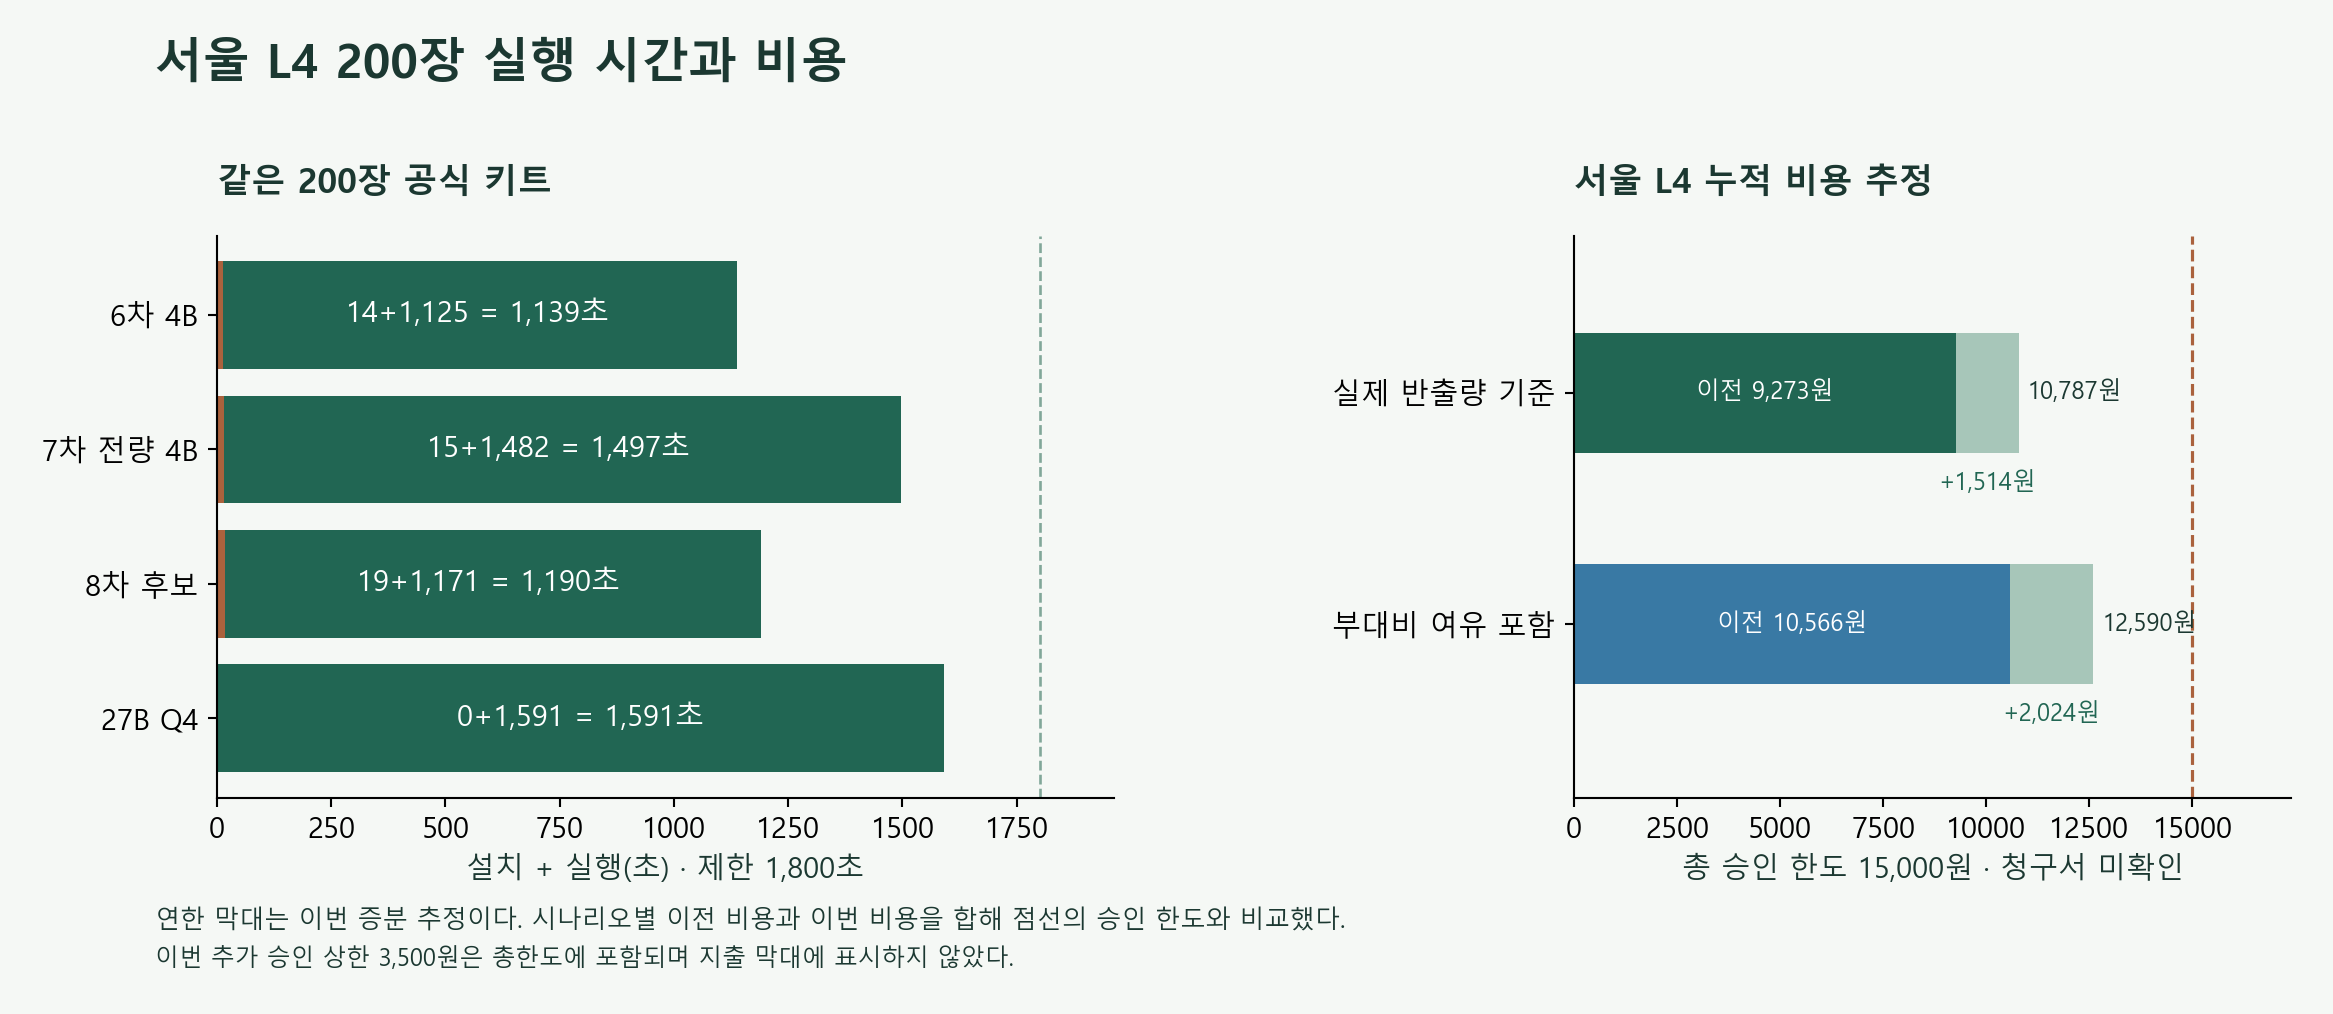 서울 L4 200장 실행 시간과 비용
같은 200장 공식 키트
6차 4B
14+1,125 = 1,139초
7차 전량 4B
15+1,482 = 1,497초
8차 후보
19+1,171 = 1,190초
27B Q4
0+1,591 = 1,591초
0 250 500 750 1000 1250 1500 1750
설치 + 실행(초) · 제한 1,800초
서울 L4 누적 비용 추정
실제 반출량 기준
이전 9,273원
10,787원
+1,514원
부대비 여유 포함
이전 10,566원
12,590원
+2,024원
0 2500 5000 7500 10000 12500 15000
총 승인 한도 15,000원 · 청구서 미확인
연한 막대는 이번 증분 추정이다. 시나리오별 이전 비용과 이번 비용을 합해 점선의 승인 한도와 비교했다.
이번 추가 승인 상한 3,500원은 총한도에 포함되며 지출 막대에 표시하지 않았다.